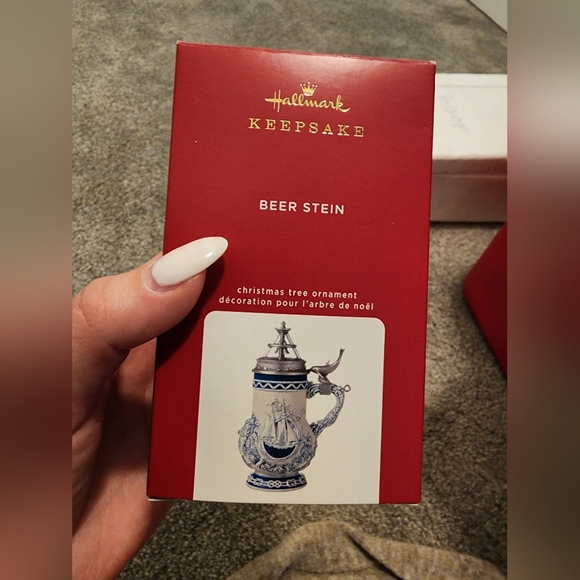 Hallmark
KEEPSAKE
BEER STEIN
christmas tree ornament
décoration pour l'arbre de noël